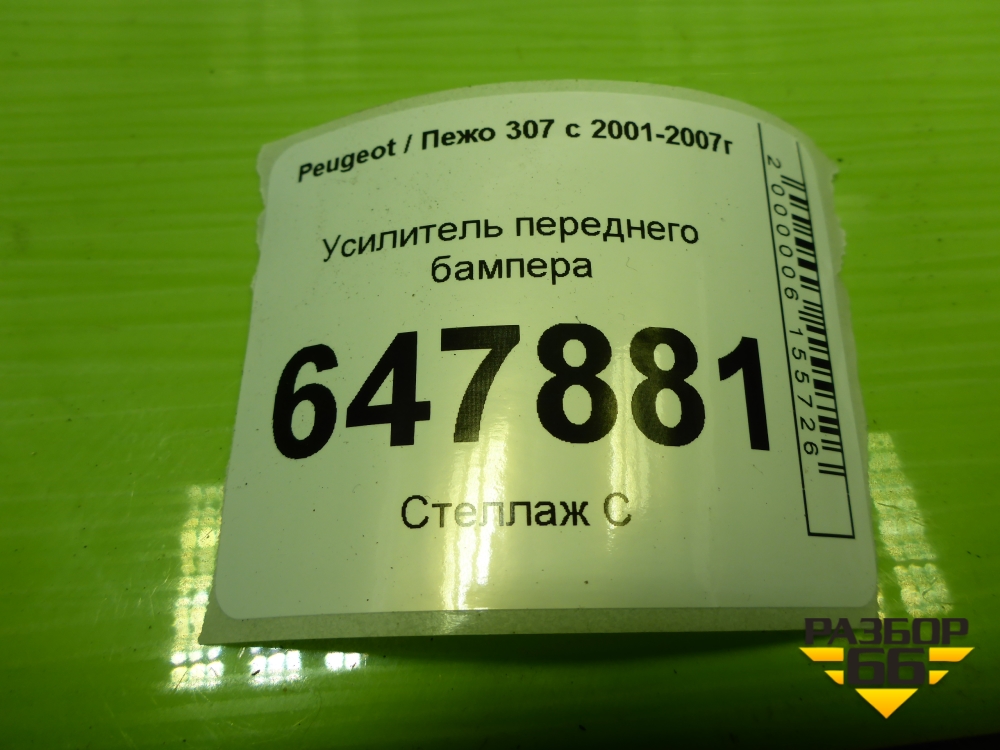 Peugeot / Пежо 307 с 2001-2007г
Усилитель переднего
бампера
647881
Стеллаж С
2000006155726
РАЗБОР
66